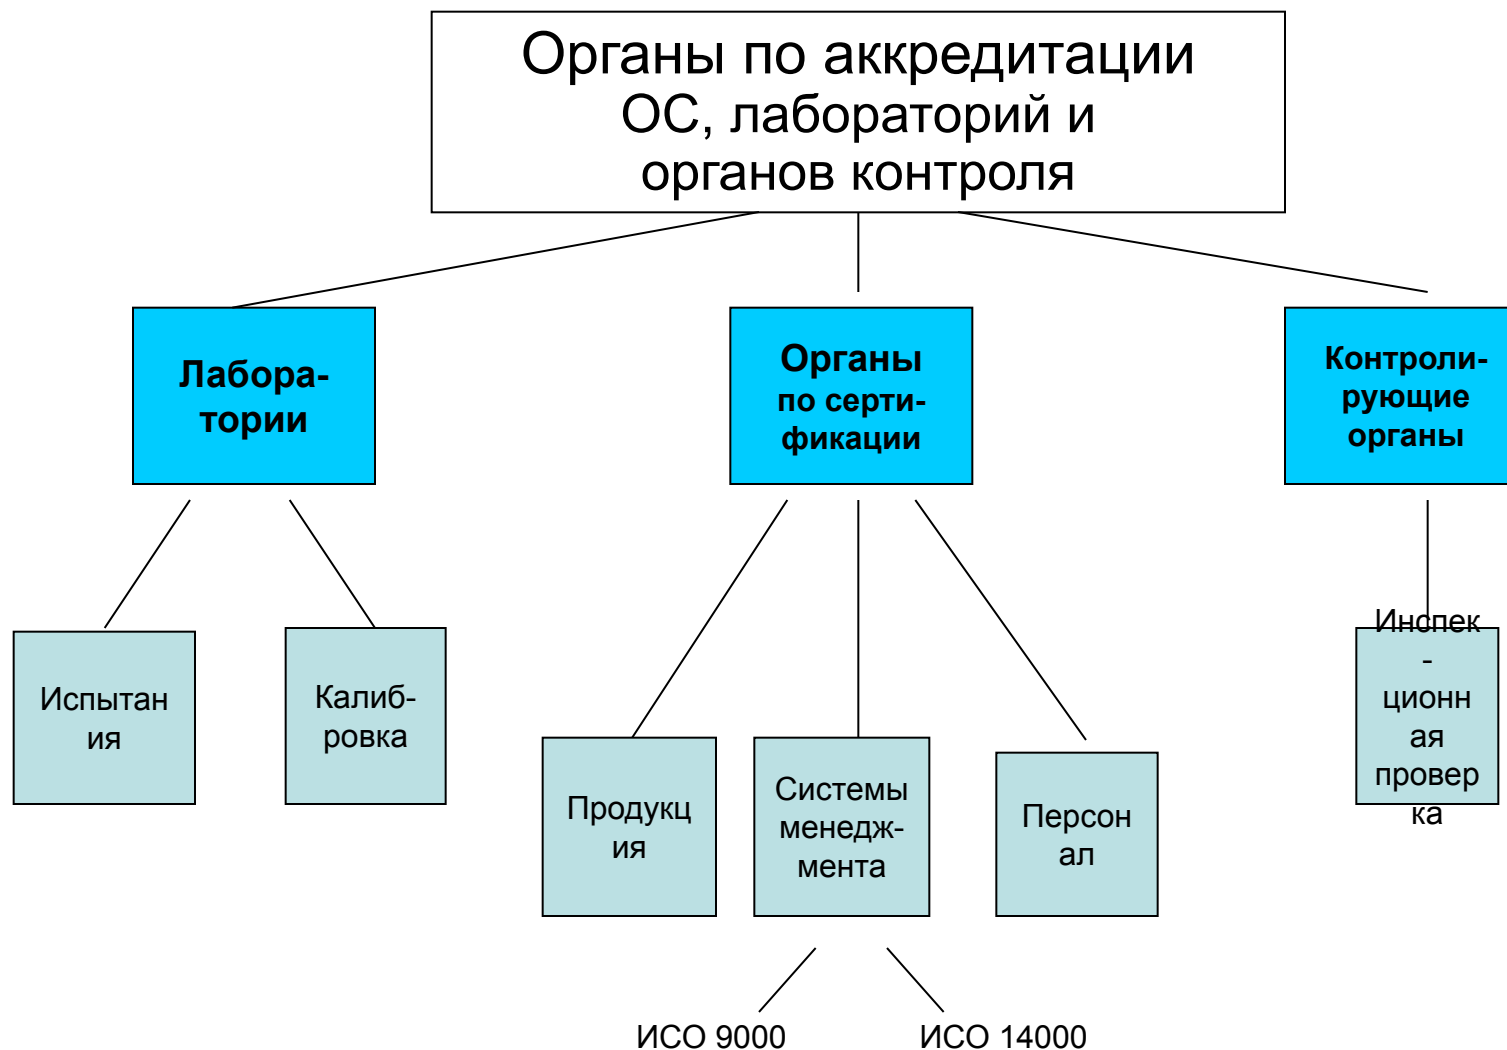 Органы по аккредитации
ОС, лабораторий и
органов контроля
Лабора-
тории
Органы
по серти-
фикации
Контроли-
рующие
органы
Испытан
ия
Калиб-
ровка
Продукц
ия
Системы
менедж-
мента
Персон
ал
Инспек
-
ционн
ая
провер
ка
ИСО 9000
ИСО 14000